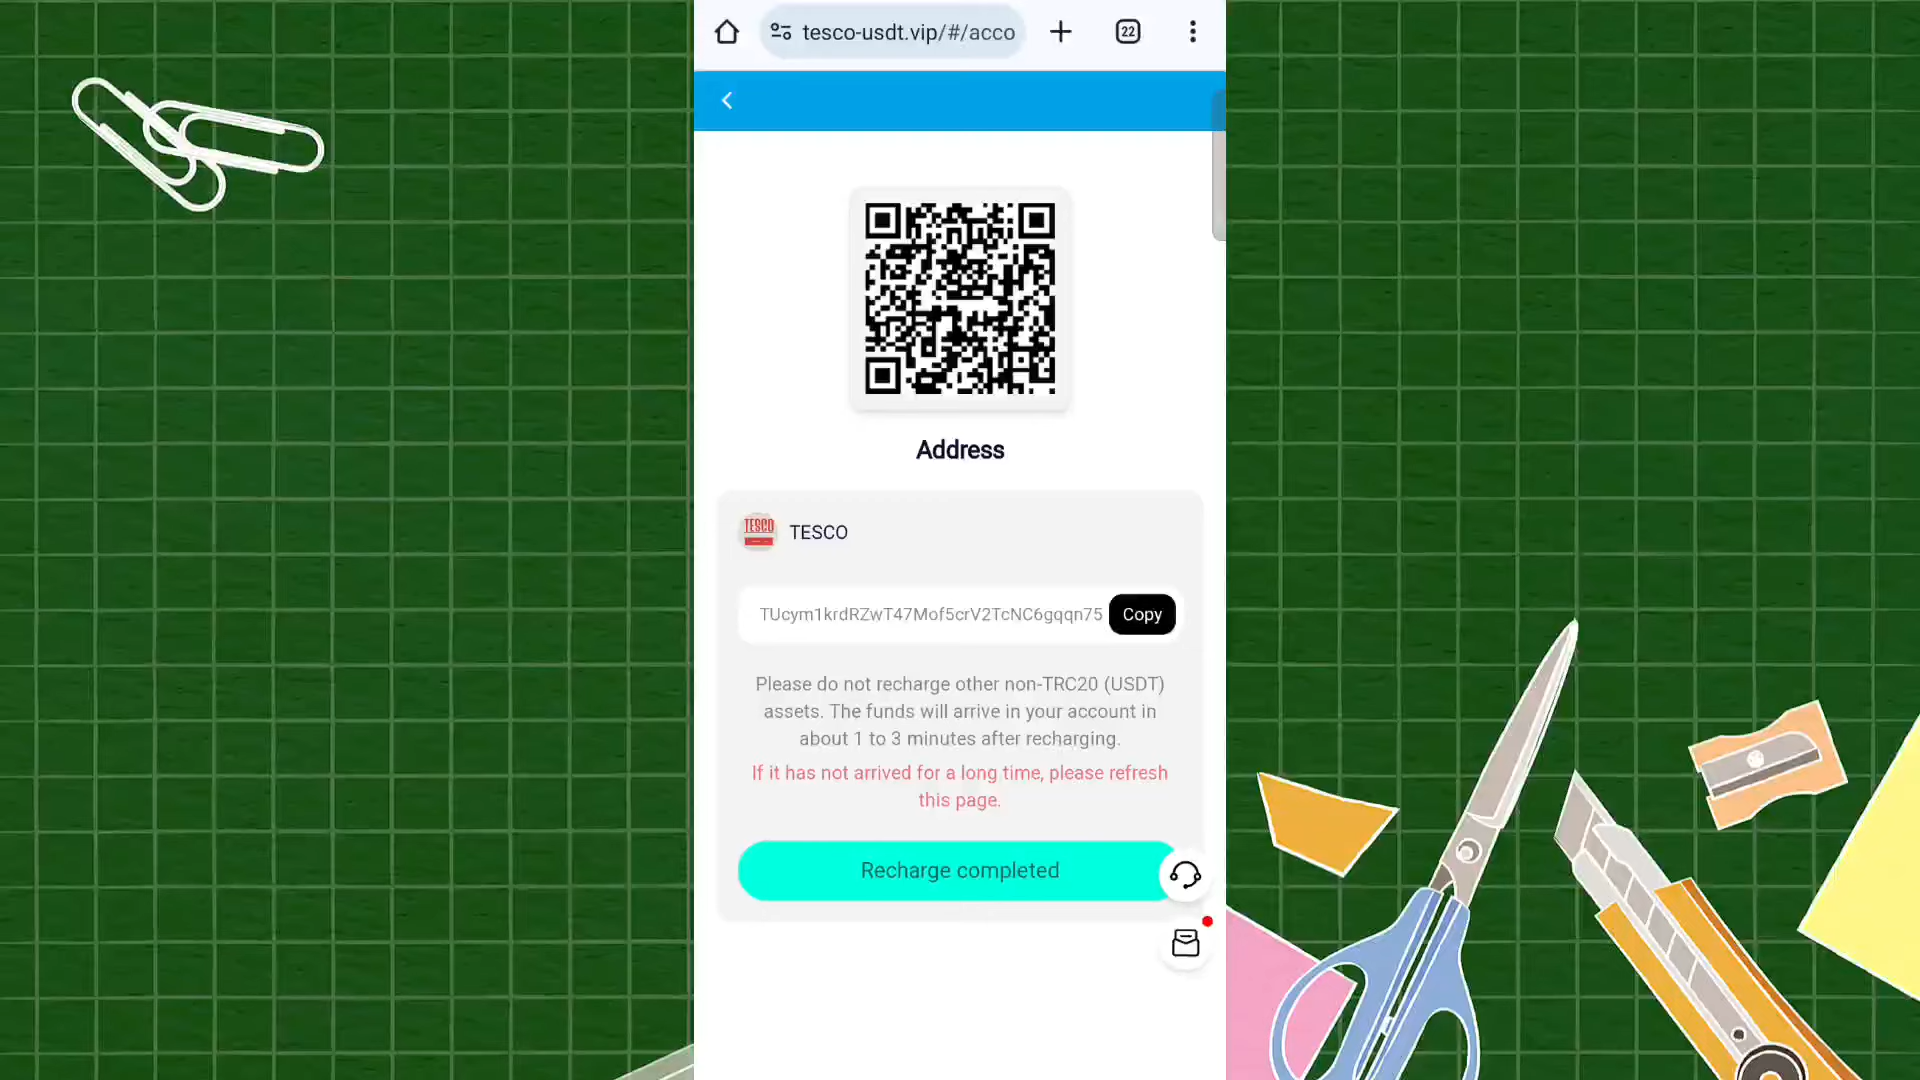 tesco-usdt.vip/#/acco
22
Address
TESCO
TESCO
TUcym1krdRZwT47Mof5crV2TcNC6gqqn75
Copy
Please do not recharge other non-TRC20 (USDT)
assets. The funds will arrive in your account in
about 1 to 3 minutes after recharging.
If it has not arrived for a long time, please refresh
this page.
Recharge completed